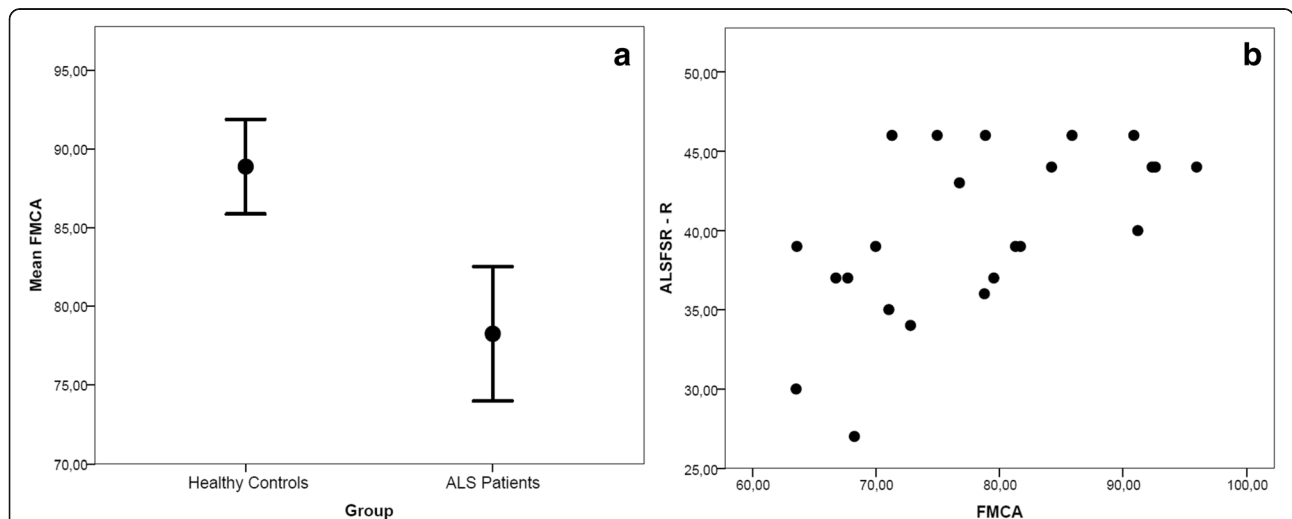 a
95,00
90,00
85,00
80,00
75,00
70,00
Mean FMCA
Healthy Controls
ALS Patients
Group
b
50,00
45,00
40,00
35,00
30,00
25,00
ALSFSR - R
60,00
70,00
80,00
90,00
100,00
FMCA